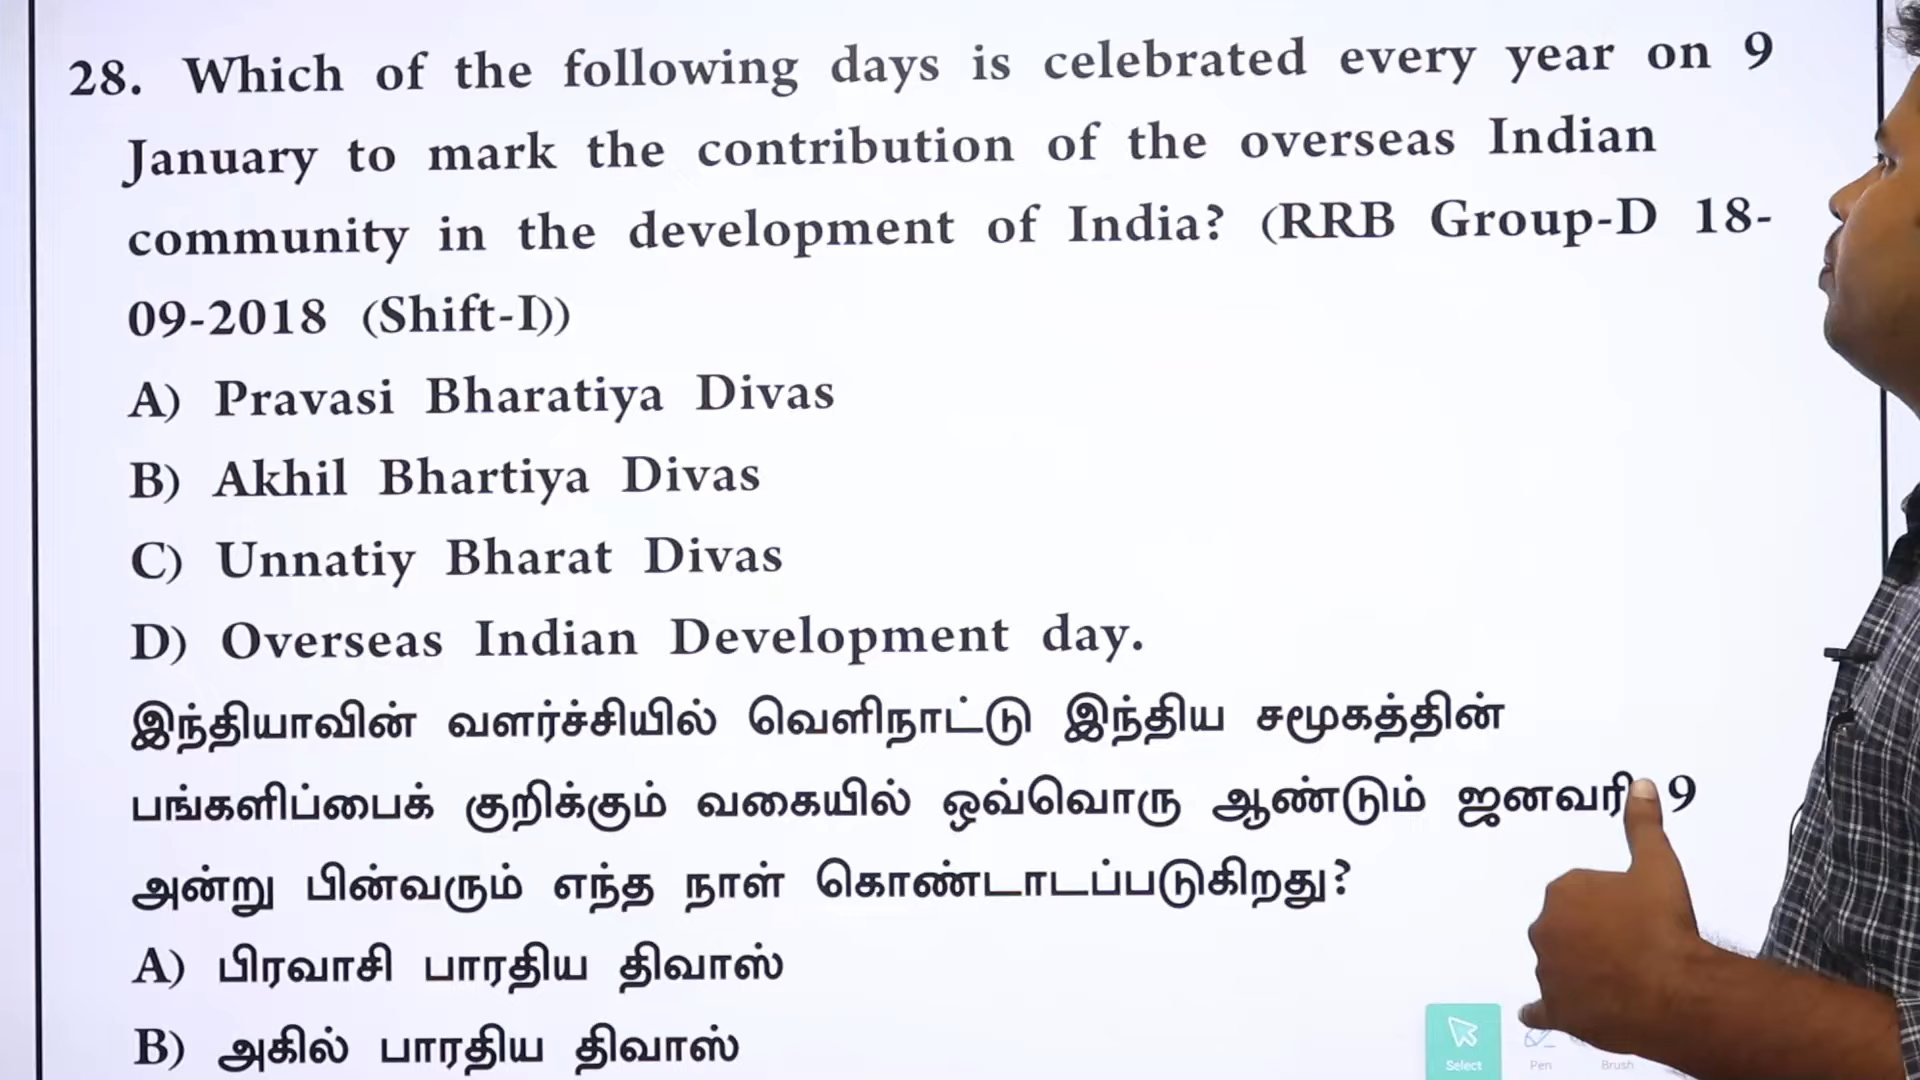 28. Which of the following days is celebrated every year on 9
January to mark the contribution of the overseas Indian
community in the development of India? (RRB Group-D 18-
09-2018 (Shift-I))
A) Pravasi Bharatiya Divas
B) Akhil Bhartiya Divas
C) Unnatiy Bharat Divas
D) Overseas Indian Development day.
இந்தியாவின் வளர்ச்சியில் வெளிநாட்டு இந்திய சமூகத்தின்
பங்களிப்பைக் குறிக்கும் வகையில் ஒவ்வொரு ஆண்டும் ஜனவரி 9
அன்று பின்வரும் எந்த நாள் கொண்டாடப்படுகிறது?
A) பிரவாசி பாரதிய திவாஸ்
B) அகில் பாரதிய திவாஸ்
Select Pen Brush